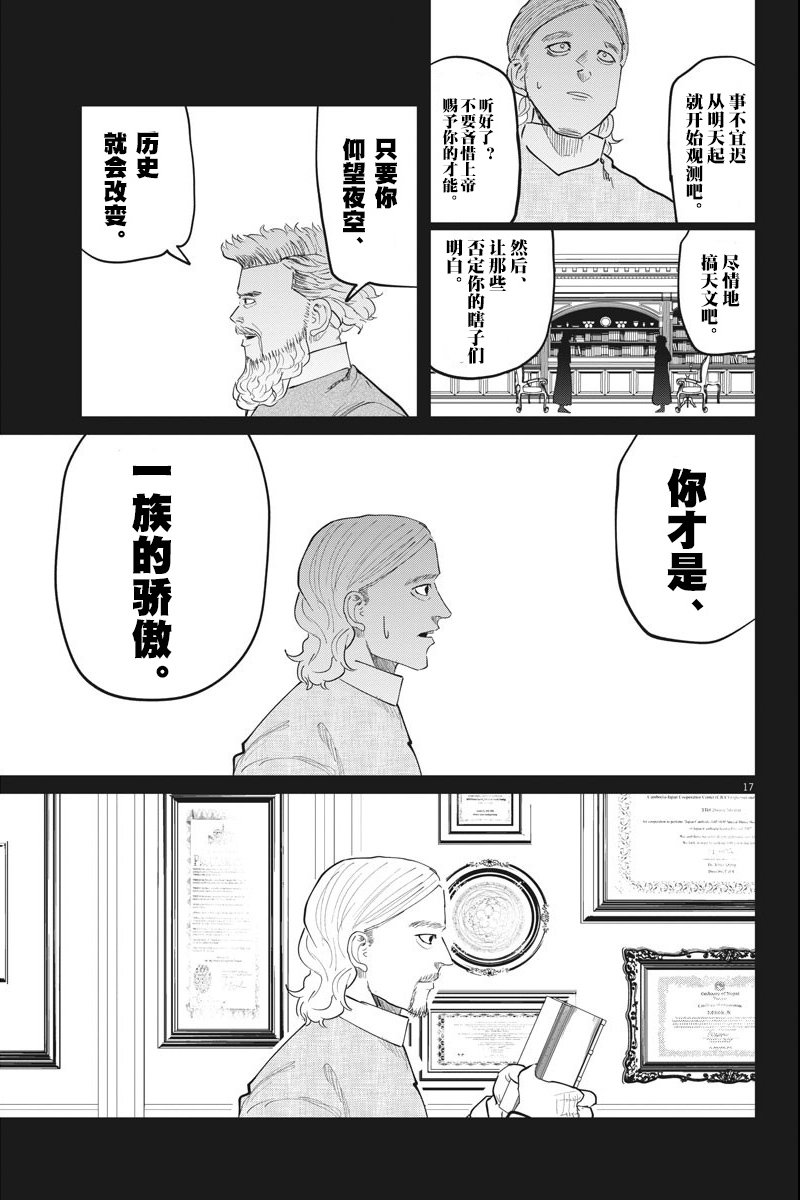 事不宜迟
从明天起
就开始观测吧。
听好了？
不要吝惜上帝
赐予你的才能。
尽情地
搞天文吧。
然后、
让那些
否定你的瞎子们
明白。
只要你
仰望夜空、
历史
就会改变。
你才是、
一族的骄傲。
17
Embassy of Nepal